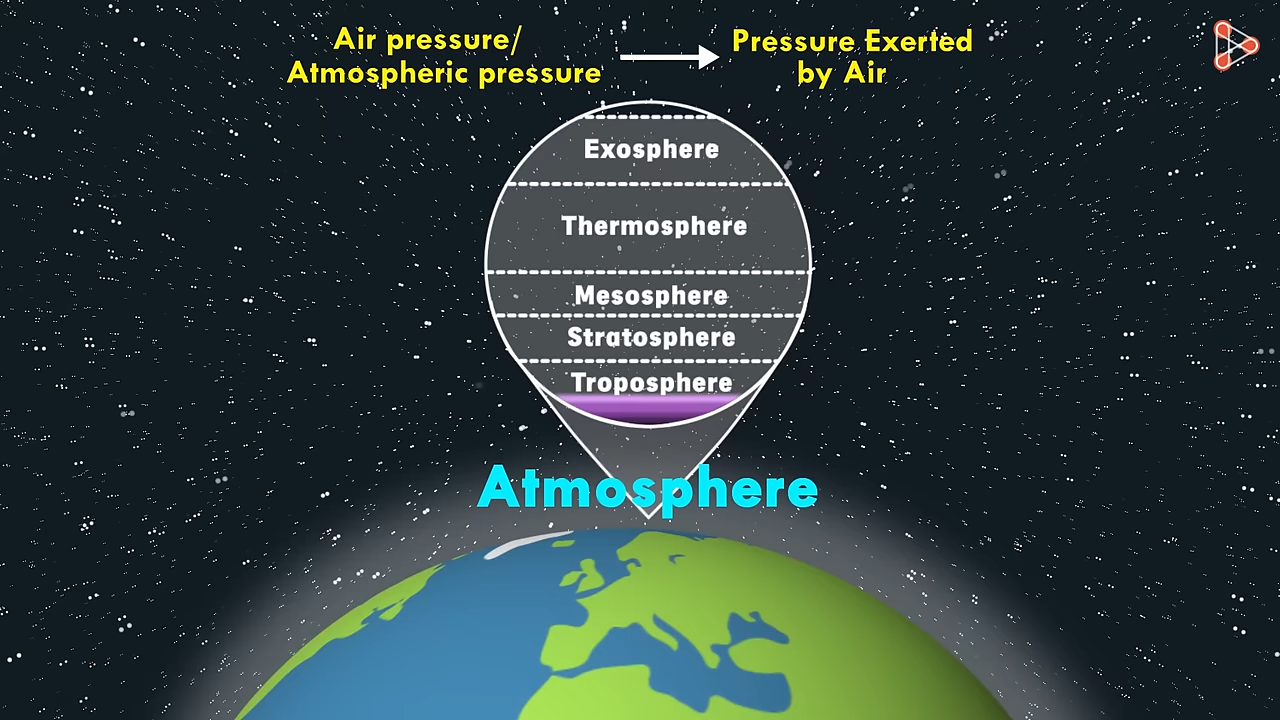 Air pressure/
Atmospheric pressure
Pressure Exerted
by Air
Exosphere
Thermosphere
Mesosphere
Stratosphere
Troposphere
Atmosphere